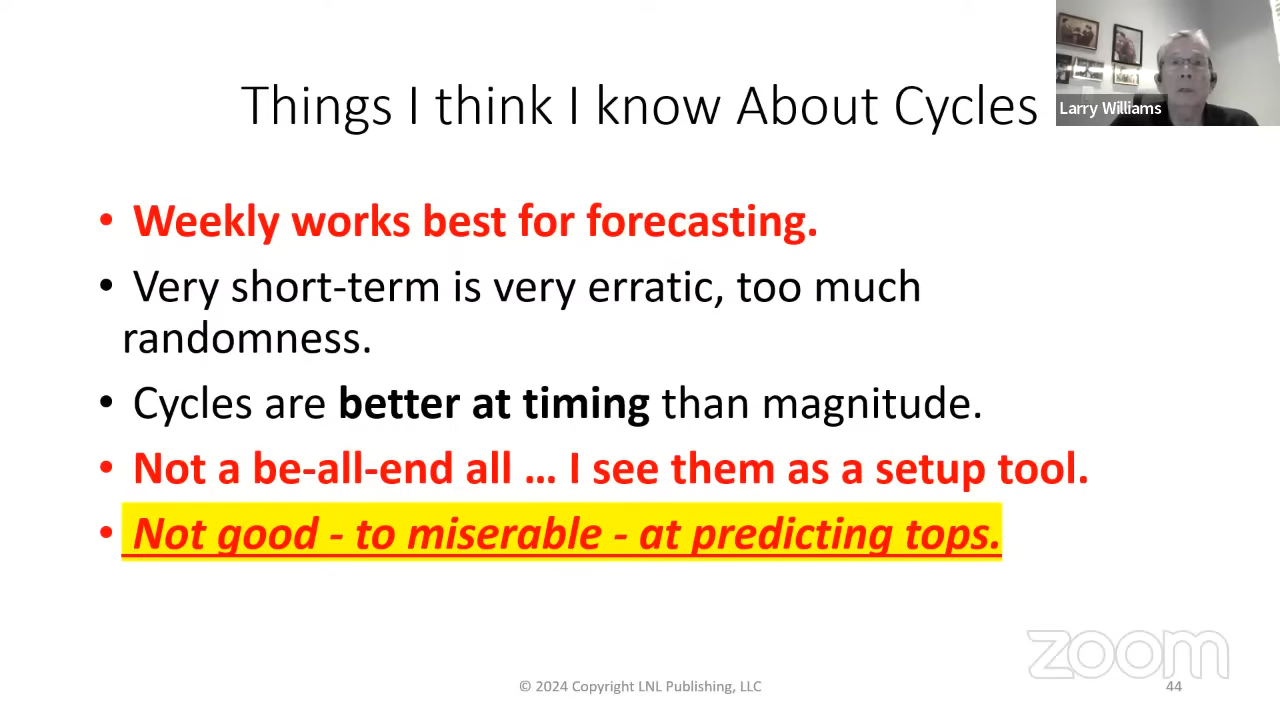 Things I think I know About Cycles
Larry Williams
• Weekly works best for forecasting.
• Very short-term is very erratic, too much
randomness.
• Cycles are better at timing than magnitude.
• Not a be-all-end all … I see them as a setup tool.
• Not good - to miserable - at predicting tops.
zoom
© 2024 Copyright LNL Publishing, LLC
44